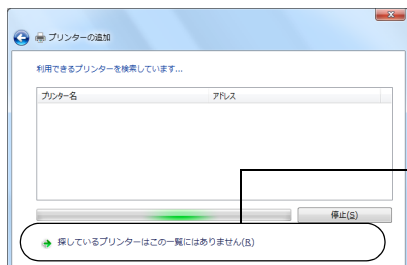 プリンターの追加
利用できるプリンターを検索しています...
プリンター名 アドレス
停止(S)
探しているプリンターはこの一覧にはありません(R)